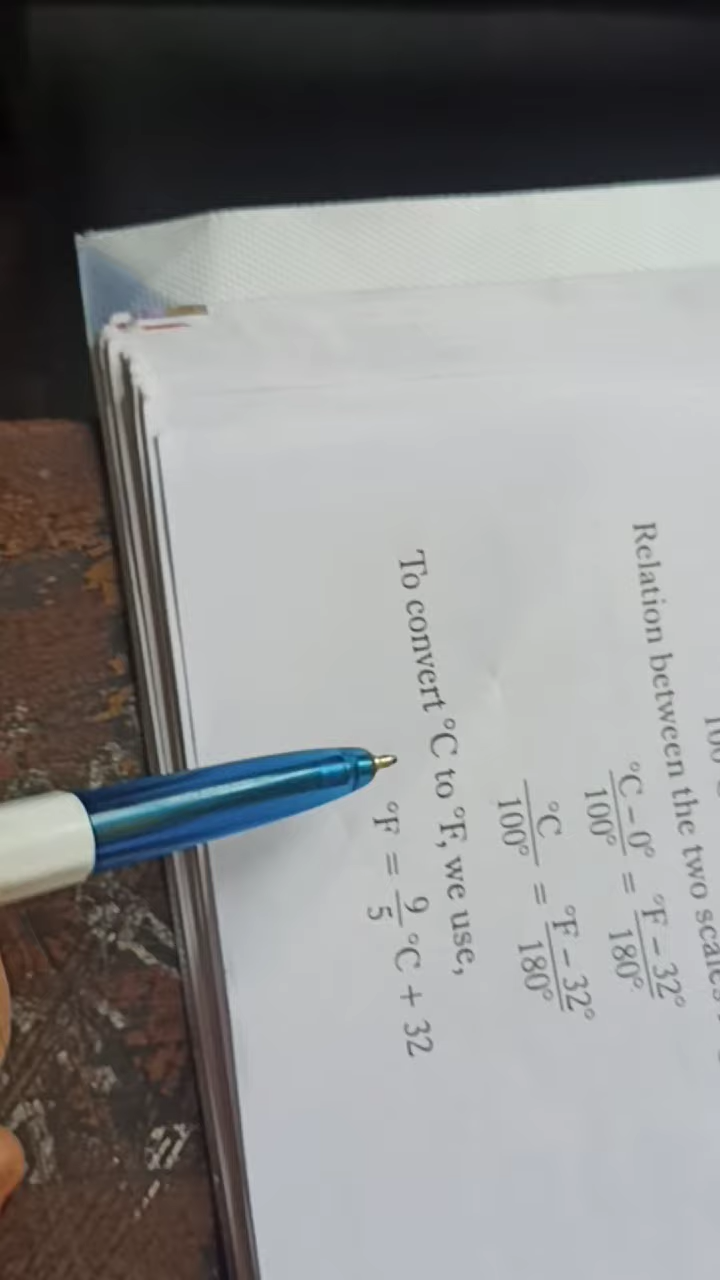 Relation between the two scales
°C – 0° / 100° = °F – 32° / 180°
°C / 100° = °F – 32° / 180°
To convert °C to °F, we use,
°F = 9/5 °C + 32